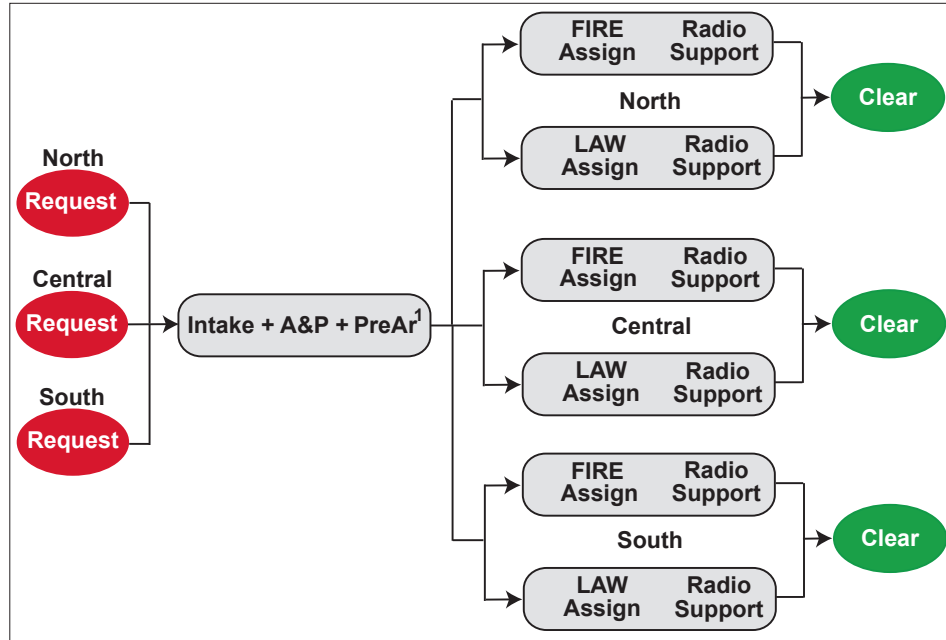 North
Request
Central
Request
South
Request
Intake + A&P + PreAr¹
FIRE Radio
Assign Support
North
LAW Radio
Assign Support
Clear
FIRE Radio
Assign Support
Central
LAW Radio
Assign Support
Clear
FIRE Radio
Assign Support
South
LAW Radio
Assign Support
Clear